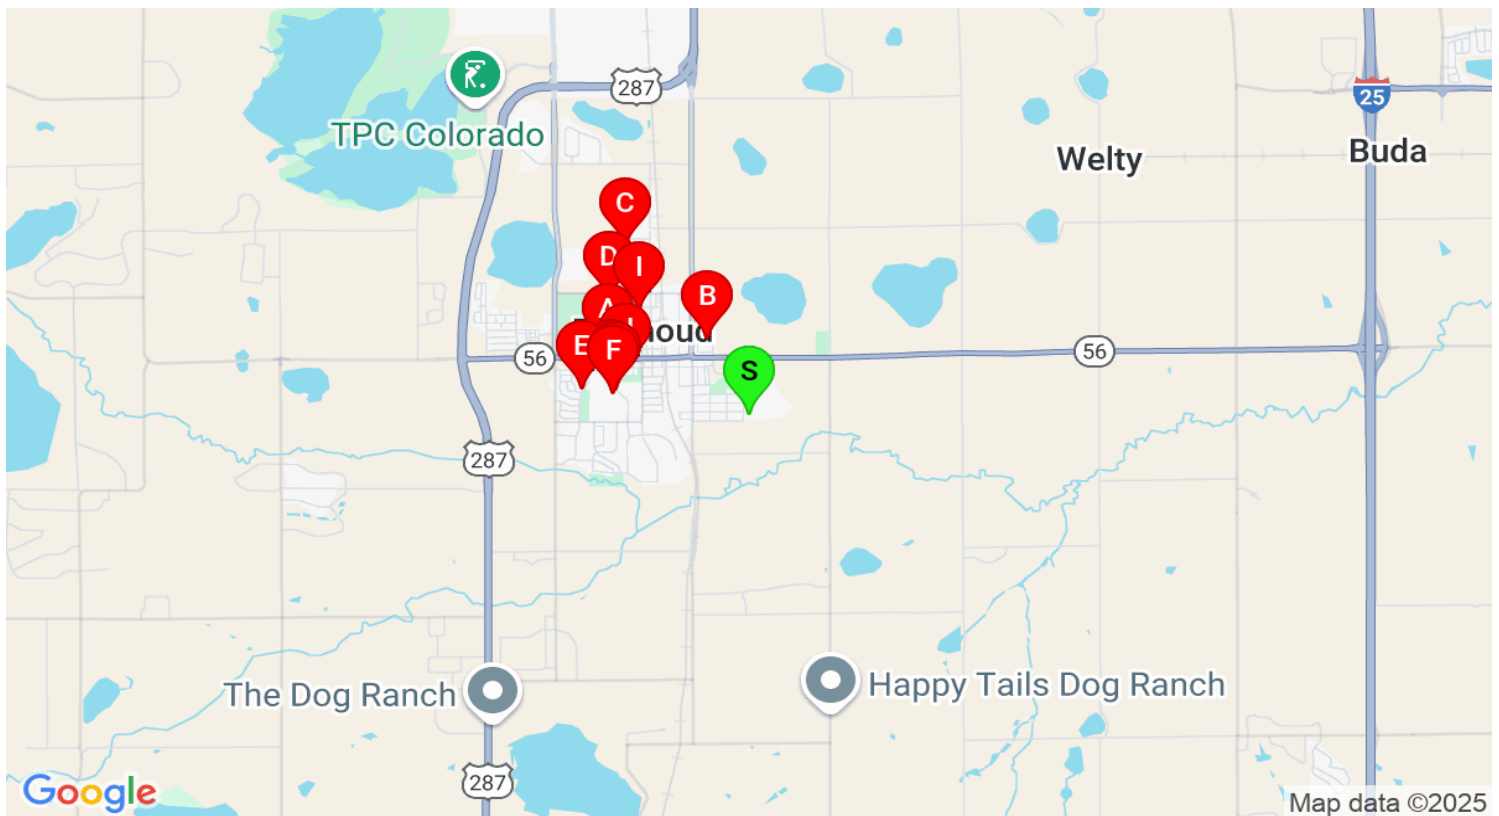 287
25
TPC Colorado
Welty
Buda
C
D
I
A
B
E
F
S
56
56
287
The Dog Ranch
Happy Tails Dog Ranch
287
Google
Map data ©2025